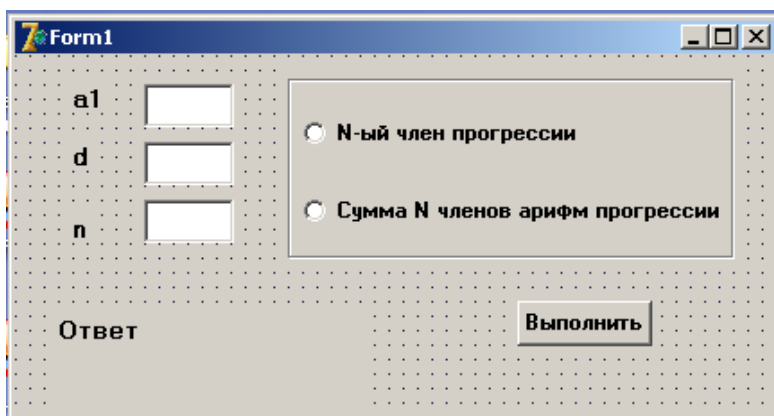 Form1
a1
d
n
N-ый член прогрессии
Сумма N членов арифм прогрессии
Ответ
Выполнить